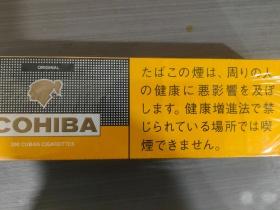 ORIGINAL
COHIBA
200 CUBAN CIGARETTES
たばこの煙は、周りの人
の健康に悪影響を及ぼ
します。健康増進法で禁
じられている場所では喫
煙できません。